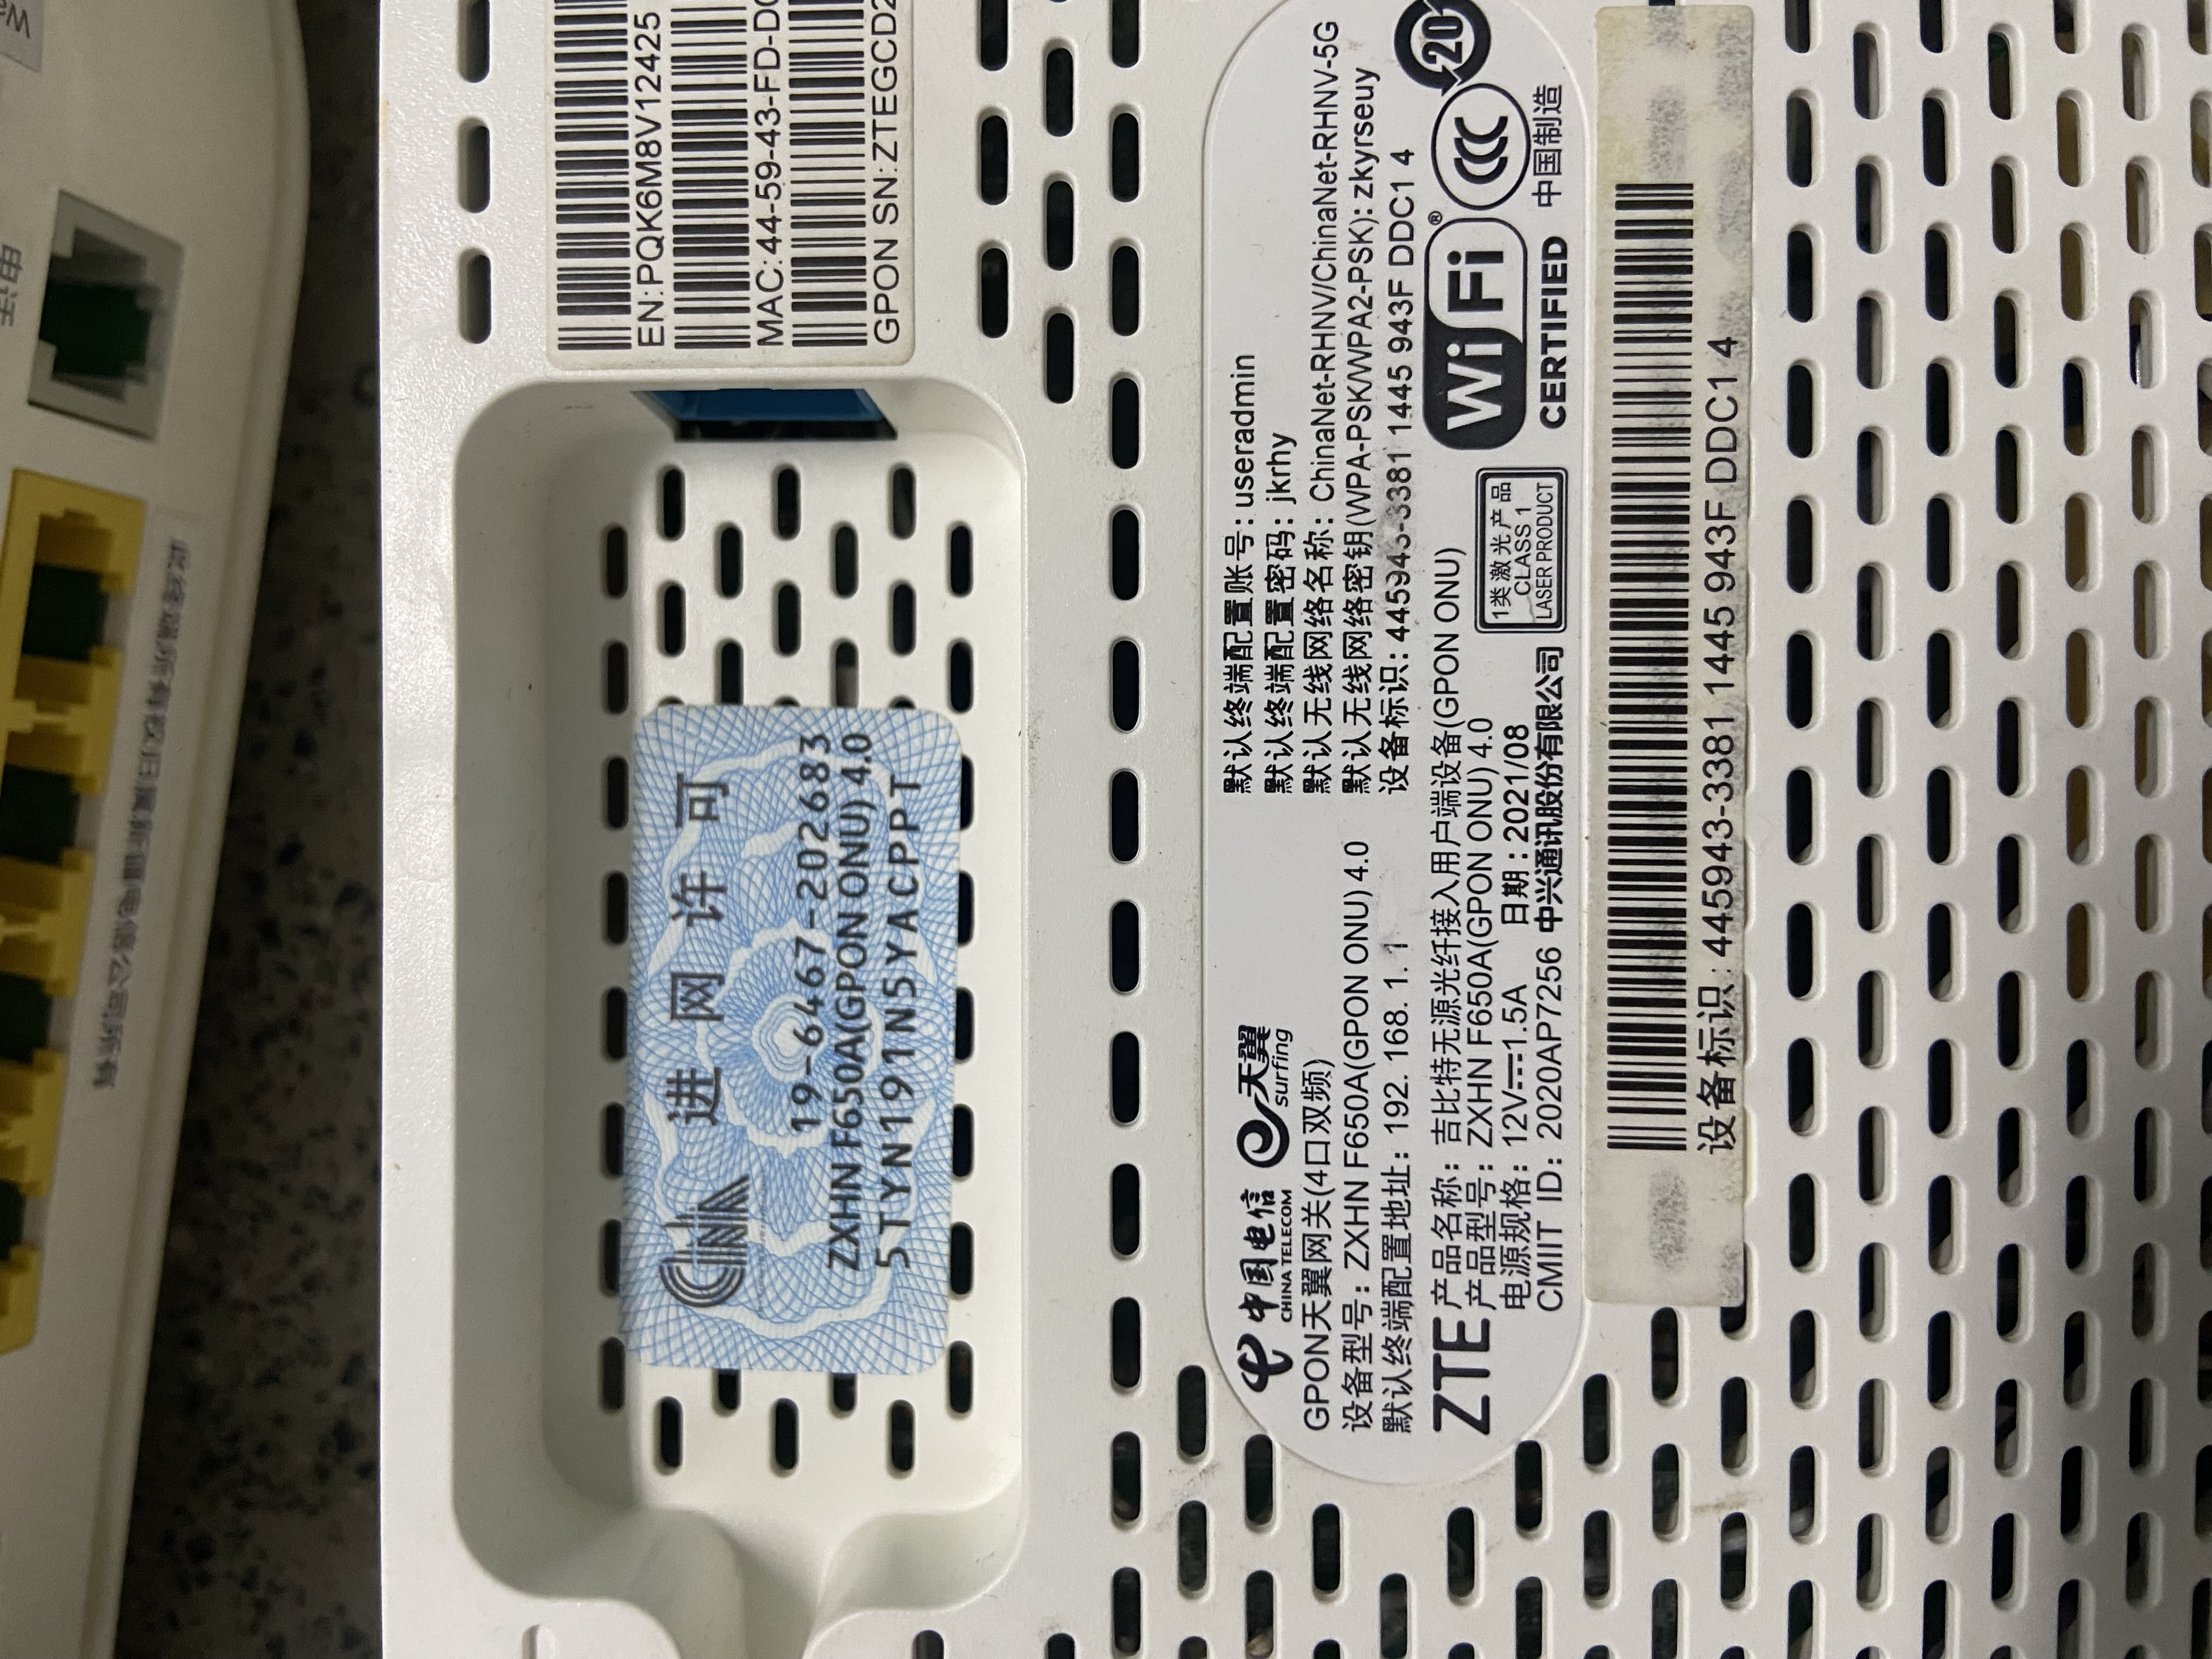 EN:PQK6M8V12425
MAC:44-59-43-FD-D
GPON SN:ZTEGCD2
CHINA
进网许可
19-6467-202683
ZXHN F650A(GPON ONU) 4.0
5TYN191N5YACPPT
中国电信
CHINA TELECOM
天翼
surfing
GPON天翼网关(4口双频)
设备型号: ZXHN F650A(GPON ONU) 4.0
默认终端配置地址: 192.168.1.1
默认终端配置账号: useradmin
默认终端配置密码: jkrhy
默认无线网络名称: ChinaNet-RHNV/ChinaNet-RHNV-5G
默认无线网络密钥(WPA-PSK/WPA2-PSK): zkyrseuy
设备标识: 445943-3381 1445 943F DDC1 4
ZTE
产品名称: 吉比特无源光纤接入用户端设备(GPON ONU)
产品型号: ZXHN F650A(GPON ONU) 4.0
电源规格: 12V⎓1.5A 日期: 2021/08
CMIIT ID: 2020AP7256 中兴通讯股份有限公司
1类激光产品
CLASS 1
LASER PRODUCT
WiFi®
CERTIFIED
CCC
20
中国制造
设备标识: 445943-3381 1445 943F DDC1 4
电话